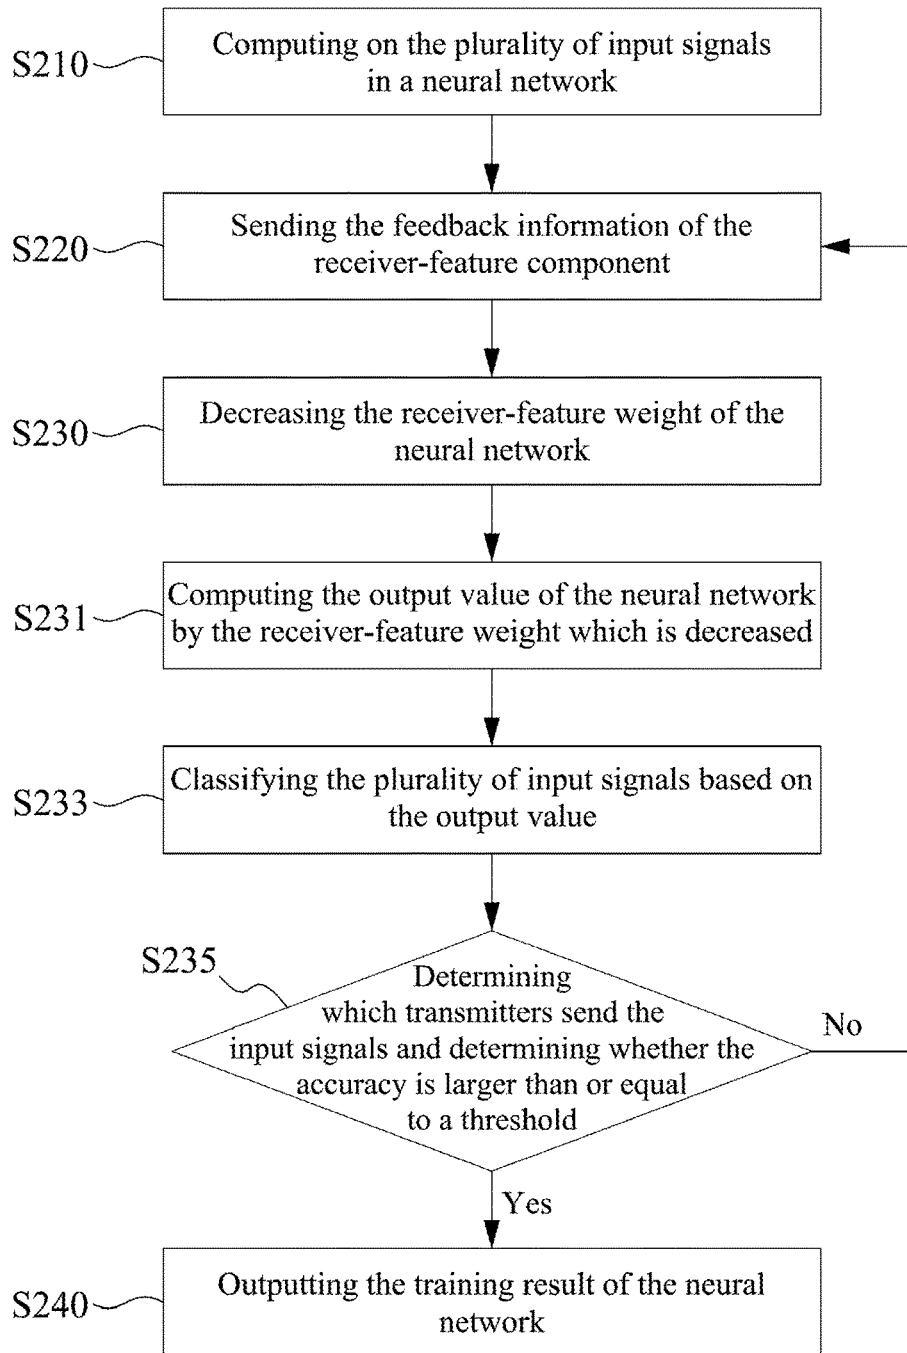 Computing on the plurality of input signals
in a neural network
S210
Sending the feedback information of the
receiver-feature component
S220
Decreasing the receiver-feature weight of the
neural network
S230
Computing the output value of the neural network
by the receiver-feature weight which is decreased
S231
Classifying the plurality of input signals based on
the output value
S233
S235
Determining
which transmitters send the
input signals and determining whether the
accuracy is larger than or equal
to a threshold
No
Yes
Outputting the training result of the neural
network
S240